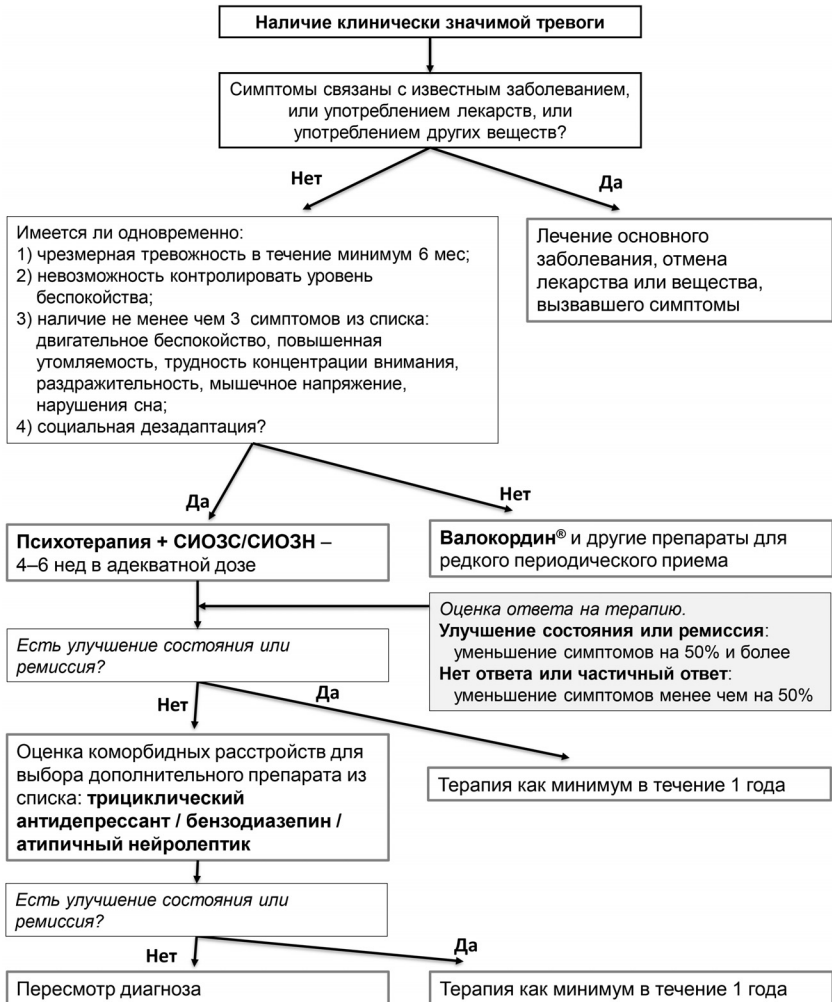 Наличие клинически значимой тревоги
Симптомы связаны с известным заболеванием,
или употреблением лекарств, или
употреблением других веществ?
Нет
Да
Имеется ли одновременно:
1) чрезмерная тревожность в течение минимум 6 мес;
2) невозможность контролировать уровень
беспокойства;
3) наличие не менее чем 3 симптомов из списка:
двигательное беспокойство, повышенная
утомляемость, трудность концентрации внимания,
раздражительность, мышечное напряжение,
нарушения сна;
4) социальная дезадаптация?
Лечение основного
заболевания, отмена
лекарства или вещества,
вызвавшего симптомы
Да
Нет
Психотерапия + СИОЗС/СИОЗН –
4–6 нед в адекватной дозе
Валокордин® и другие препараты для
редкого периодического приема
Оценка ответа на терапию.
Улучшение состояния или ремиссия:
уменьшение симптомов на 50% и более
Нет ответа или частичный ответ:
уменьшение симптомов менее чем на 50%
Есть улучшение состояния или
ремиссия?
Нет
Да
Оценка коморбидных расстройств для
выбора дополнительного препарата из
списка: трициклический
антидепрессант / бензодиазепин /
атипичный нейролептик
Терапия как минимум в течение 1 года
Есть улучшение состояния или
ремиссия?
Нет
Да
Пересмотр диагноза
Терапия как минимум в течение 1 года